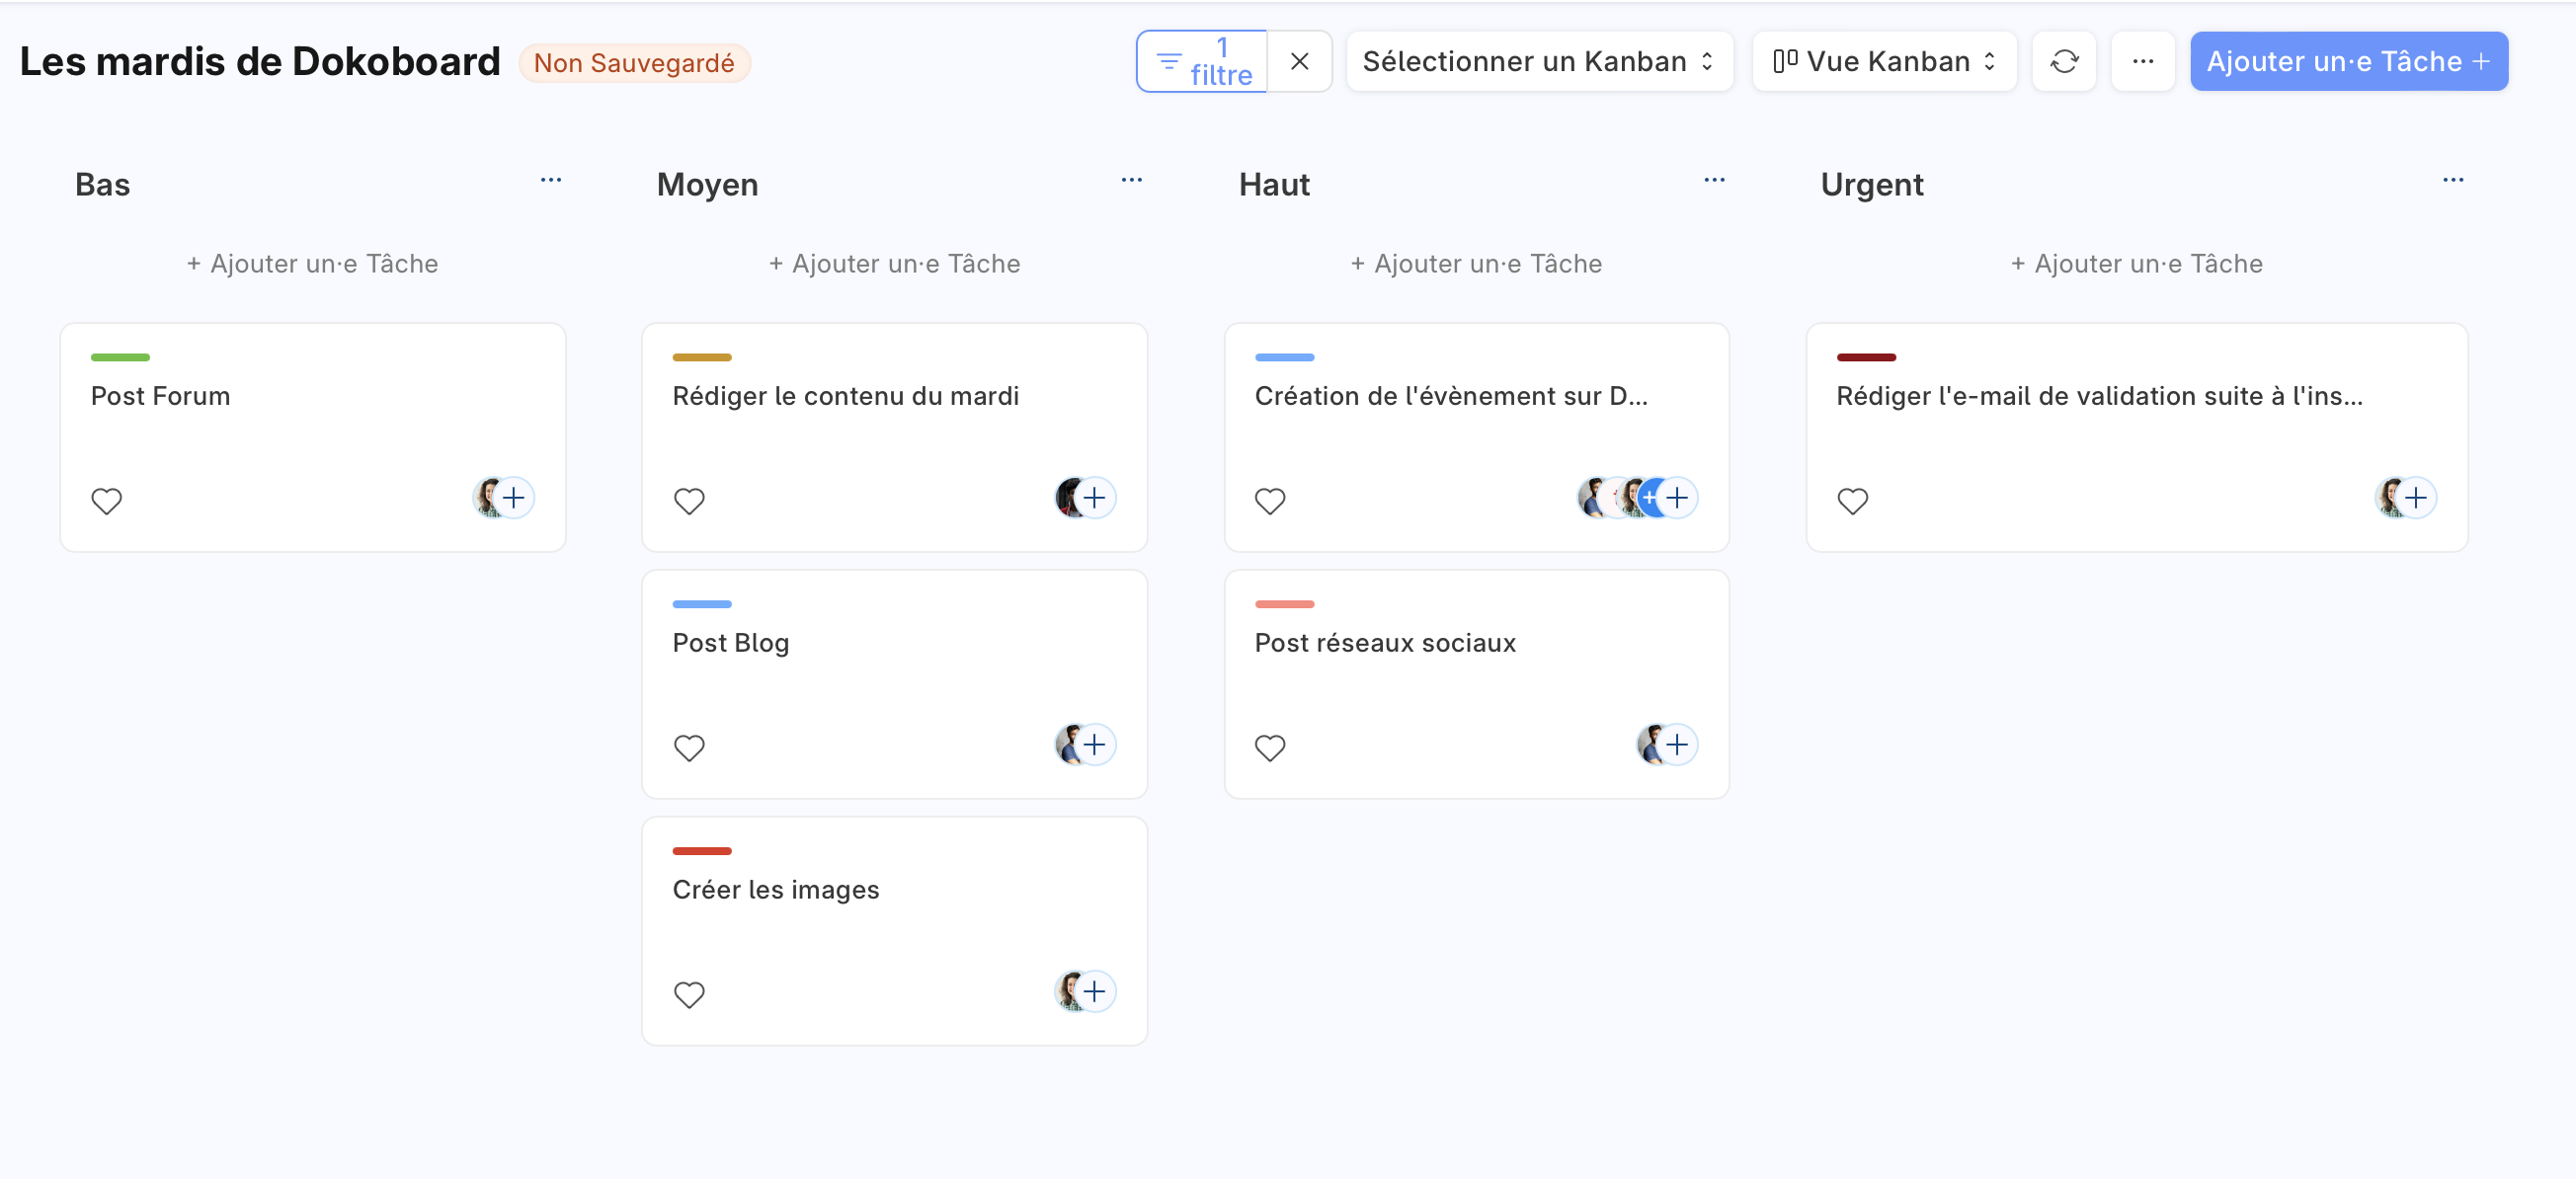 Les mardis de Dokoboard
Non Sauvegardé
1
filtre
Sélectionner un Kanban
Vue Kanban
Ajouter un·e Tâche +
Bas
Moyen
Haut
Urgent
+ Ajouter un·e Tâche
+ Ajouter un·e Tâche
+ Ajouter un·e Tâche
+ Ajouter un·e Tâche
Post Forum
Rédiger le contenu du mardi
Création de l'évènement sur D...
Rédiger l'e-mail de validation suite à l'ins...
Post Blog
Post réseaux sociaux
Créer les images